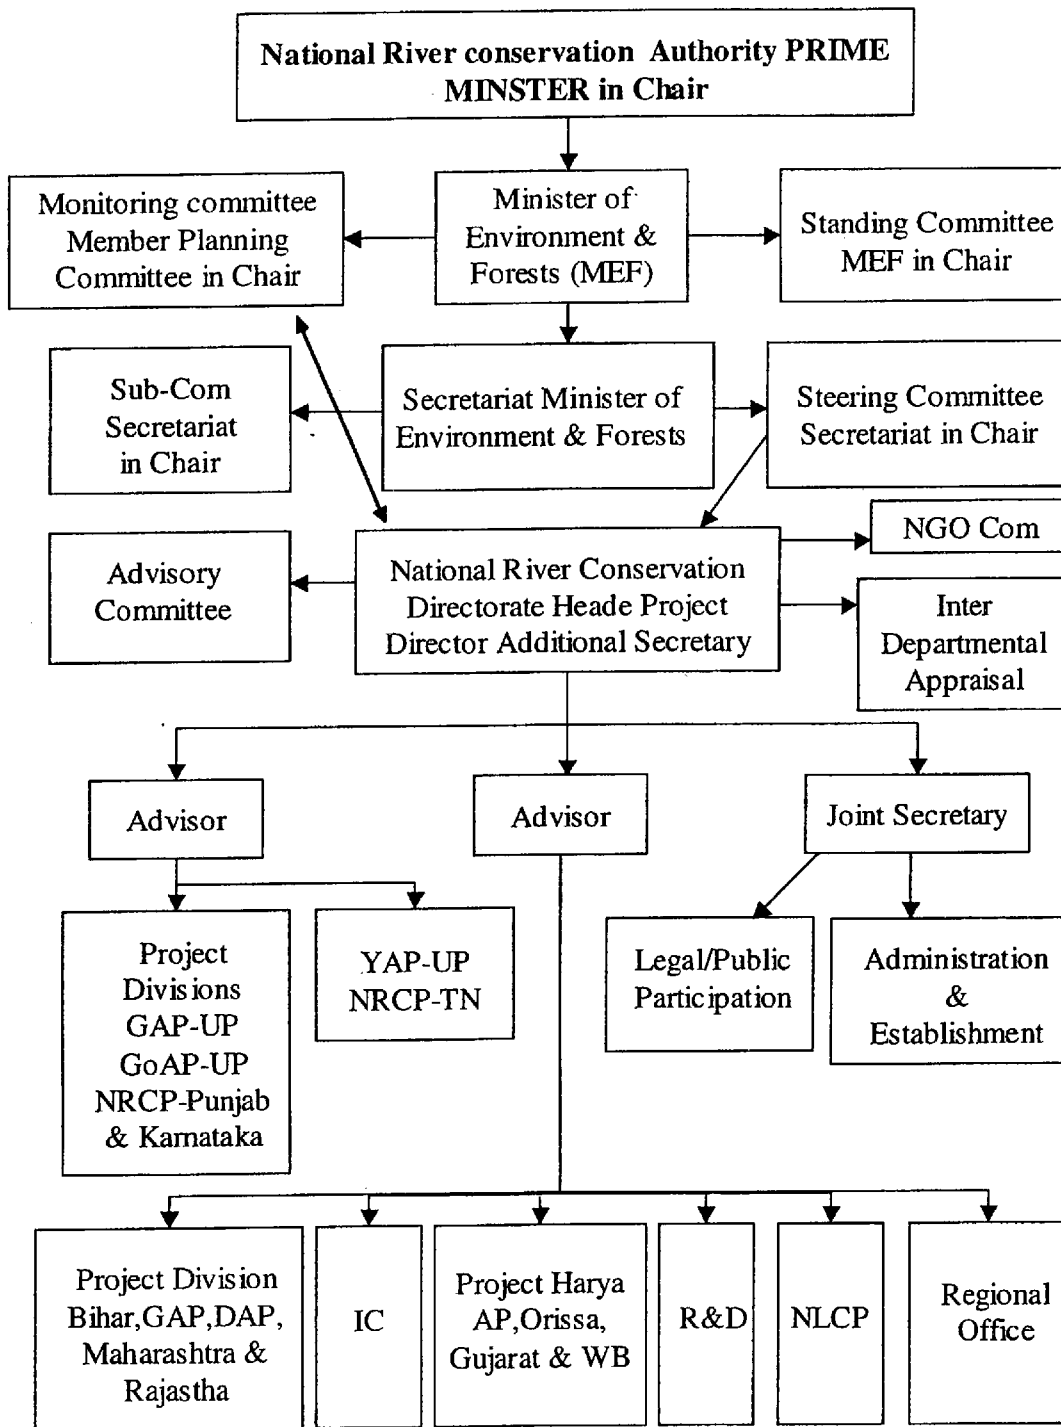 National River conservation Authority PRIME
MINSTER in Chair
Monitoring committee
Member Planning
Committee in Chair
Minister of
Environment &
Forests (MEF)
Standing Committee
MEF in Chair
Sub-Com
Secretariat
in Chair
Secretariat Minister of
Environment & Forests
Steering Committee
Secretariat in Chair
NGO Com
Advisory
Committee
National River Conservation
Directorate Heade Project
Director Additional Secretary
Inter
Departmental
Appraisal
Advisor
Advisor
Joint Secretary
Project
Divisions
GAP-UP
GoAP-UP
NRCP-Punjab
& Karnataka
YAP-UP
NRCP-TN
Legal/Public
Participation
Administration
&
Establishment
Project Division
Bihar,GAP,DAP,
Maharashtra &
Rajastha
IC
Project Harya
AP,Orissa,
Gujarat & WB
R&D
NLCP
Regional
Office